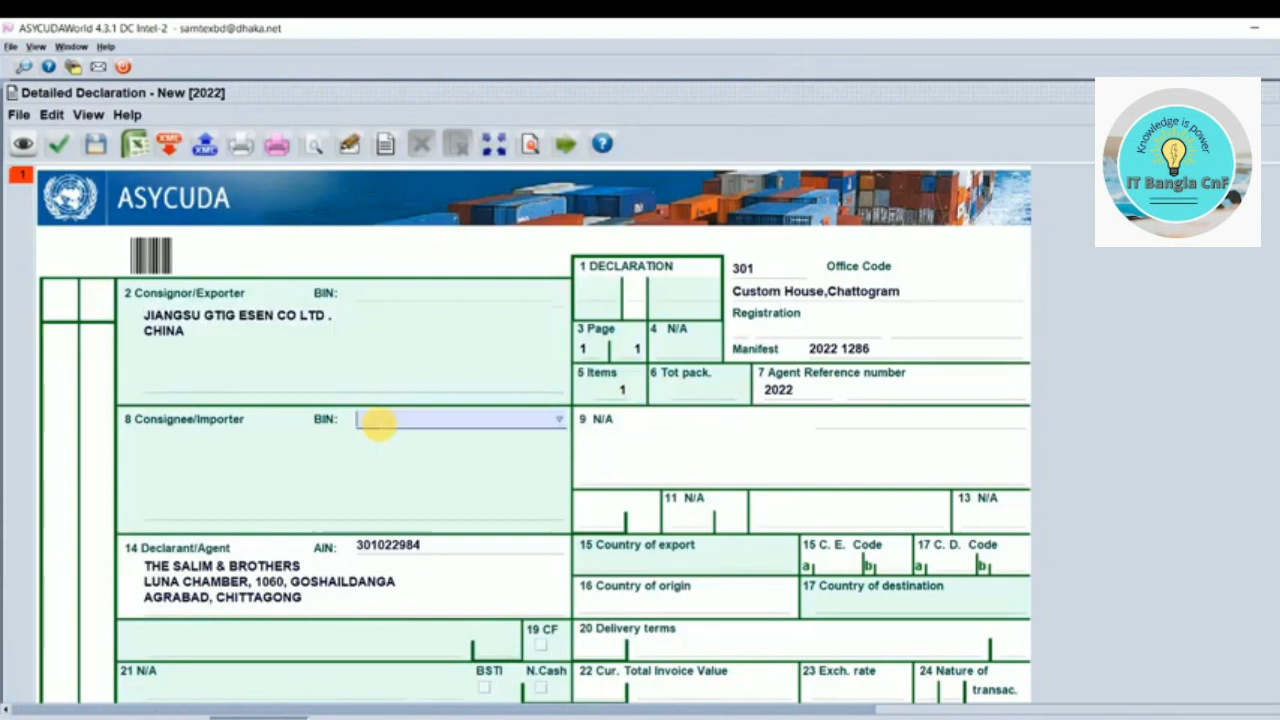 ASYCUDAWorld 4.3.1 DC Intel-2 - samtexbd@dhaka.net
File View Window Help
Detailed Declaration - New [2022]
File Edit View Help
XML XML
1
ASYCUDA
Knowledge is power
IT Bangla CnF
1 DECLARATION
301 Office Code
Custom House,Chattogram
2 Consignor/Exporter BIN:
JIANGSU GTIG ESEN CO LTD .
CHINA
Registration
3 Page 4 N/A
1 1
Manifest 2022 1286
5 Items 6 Tot pack. 7 Agent Reference number
1 2022
8 Consignee/Importer BIN: 9 N/A
11 N/A 13 N/A
14 Declarant/Agent AIN: 301022984
THE SALIM & BROTHERS
LUNA CHAMBER, 1060, GOSHAILDANGA
AGRABAD, CHITTAGONG
15 Country of export 15 C. E. Code 17 C. D. Code
a b a b
16 Country of origin 17 Country of destination
19 CF 20 Delivery terms
21 N/A BSTI N.Cash 22 Cur. Total Invoice Value 23 Exch. rate 24 Nature of
transac.